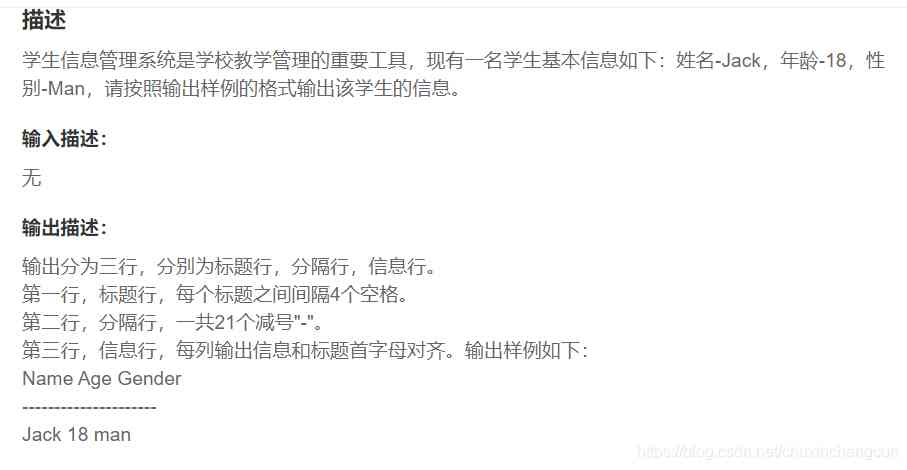 描述
学生信息管理系统是学校教学管理的重要工具，现有一名学生基本信息如下：姓名-Jack，年龄-18，性
别-Man，请按照输出样例的格式输出该学生的信息。
输入描述：
无
输出描述：
输出分为三行，分别为标题行，分隔行，信息行。
第一行，标题行，每个标题之间间隔4个空格。
第二行，分隔行，一共21个减号"-"。
第三行，信息行，每列输出信息和标题首字母对齐。输出样例如下：
Name Age Gender
---------------------
Jack 18 man